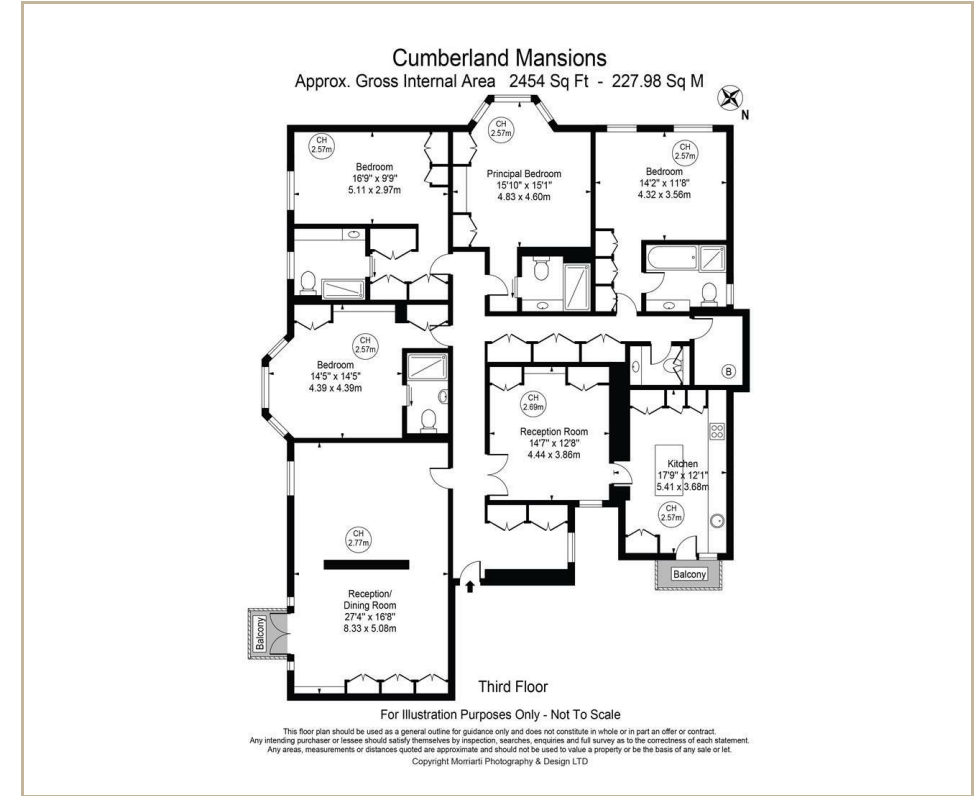 Cumberland Mansions
Approx. Gross Internal Area 2454 Sq Ft - 227.98 Sq M
N
CH
2.57m
Bedroom
16'9" x 9'9"
5.11 x 2.97m
CH
2.57m
Principal Bedroom
15'10" x 15'1"
4.83 x 4.60m
CH
2.57m
Bedroom
14'2" x 11'8"
4.32 x 3.56m
CH
2.57m
Bedroom
14'5" x 14'5"
4.39 x 4.39m
B
CH
2.69m
Reception Room
14'7" x 12'8"
4.44 x 3.86m
Kitchen
17'9" x 12'1"
5.41 x 3.68m
CH
2.57m
Balcony
CH
2.77m
Reception/
Dining Room
27'4" x 16'8"
8.33 x 5.08m
Balcony
Third Floor
For Illustration Purposes Only - Not To Scale
This floor plan should be used as a general outline for guidance only and does not constitute in whole or in part an offer or contract.
Any intending purchaser or lessee should satisfy themselves by inspection, searches, enquiries and full survey as to the correctness of each statement.
Any areas, measurements or distances quoted are approximate and should not be used to value a property or be the basis of any sale or let.
Copyright Morriarti Photography & Design LTD